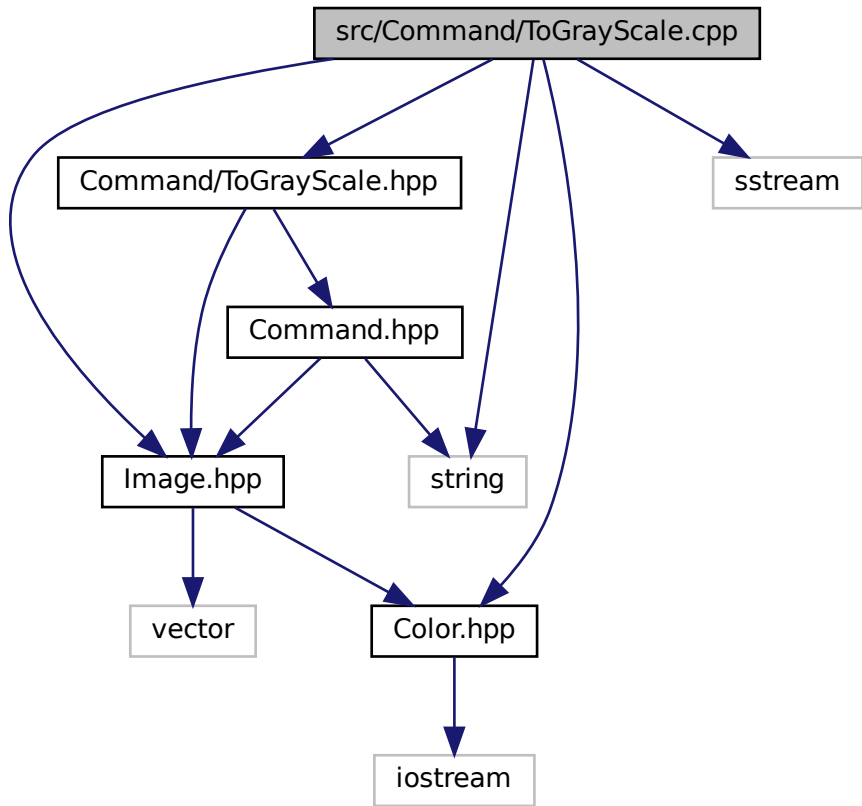 src/Command/ToGrayScale.cpp
Command/ToGrayScale.hpp
sstream
Command.hpp
Image.hpp
string
vector
Color.hpp
iostream